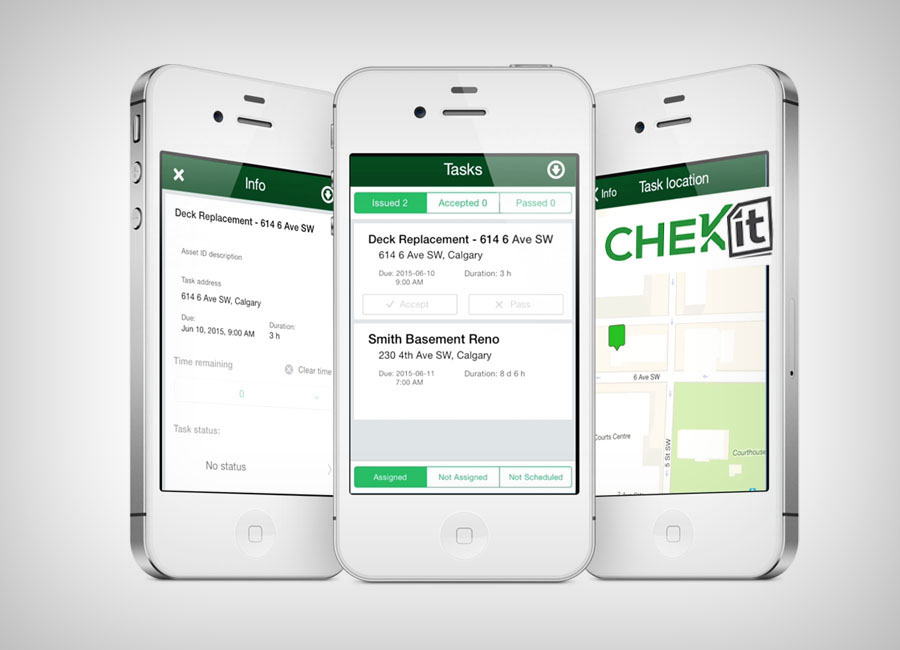 Info
Deck Replacement - 614 6 Ave SW
Asset ID description
Task address
614 6 Ave SW, Calgary
Due:
Jun 10, 2015, 9:00 AM
Duration:
3 h
Time remaining
Clear time
0
Task status:
No status
Tasks
Issued 2
Accepted 0
Passed 0
Deck Replacement - 614 6 Ave SW
614 6 Ave SW, Calgary
Due: 2015-06-10
9:00 AM
Duration: 3 h
Accept
Pass
Smith Basement Reno
230 4th Ave SW, Calgary
Due: 2015-06-11
7:00 AM
Duration: 8 d 6 h
Assigned
Not Assigned
Not Scheduled
Info
Task location
CHEKit
6 Ave SW
Courts Centre
5 St SW
Courthouse